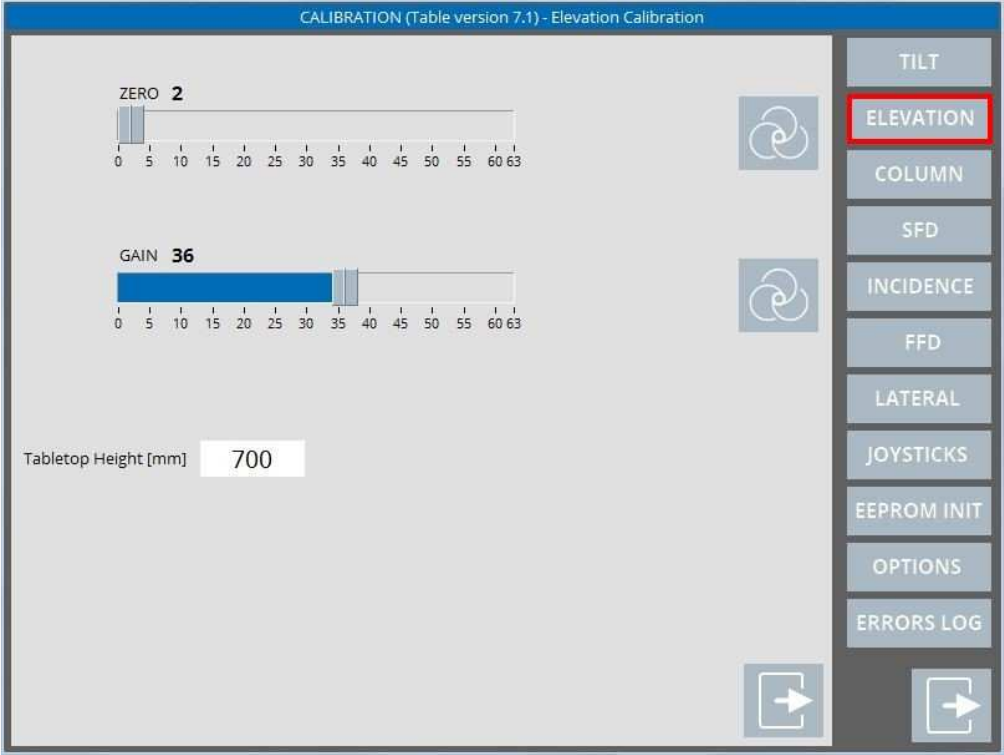 CALIBRATION (Table version 7.1) - Elevation Calibration
ZERO 2
0 5 10 15 20 25 30 35 40 45 50 55 60 63
GAIN 36
0 5 10 15 20 25 30 35 40 45 50 55 60 63
Tabletop Height [mm] 700
TILT
ELEVATION
COLUMN
SFD
INCIDENCE
FFD
LATERAL
JOYSTICKS
EEPROM INIT
OPTIONS
ERRORS LOG